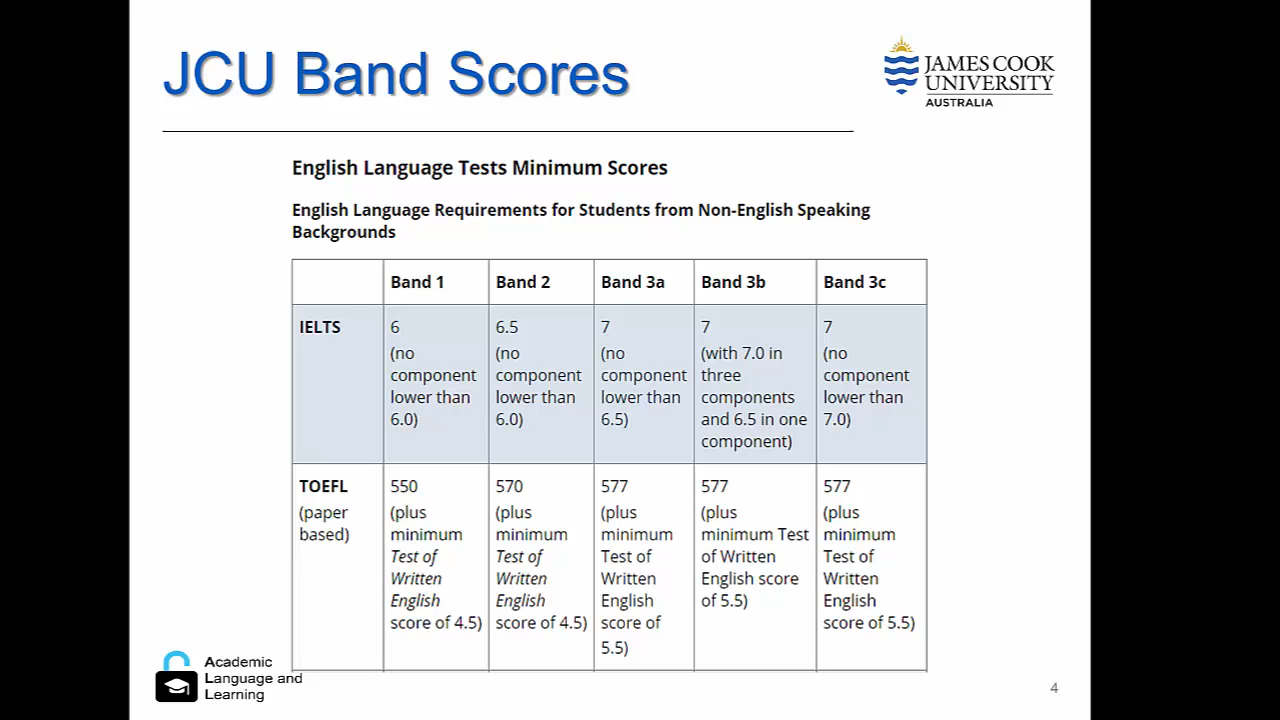 JCU Band Scores
JAMES COOK
UNIVERSITY
AUSTRALIA
English Language Tests Minimum Scores
English Language Requirements for Students from Non-English Speaking
Backgrounds
Band 1
Band 2
Band 3a
Band 3b
Band 3c
IELTS
6
(no
component
lower than
6.0)
6.5
(no
component
lower than
6.0)
7
(no
component
lower than
6.5)
7
(with 7.0 in
three
components
and 6.5 in one
component)
7
(no
component
lower than
7.0)
TOEFL
(paper
based)
550
(plus
minimum
Test of
Written
English
score of 4.5)
570
(plus
minimum
Test of
Written
English
score of 4.5)
577
(plus
minimum
Test of
Written
English
score of
5.5)
577
(plus
minimum Test
of Written
English score
of 5.5)
577
(plus
minimum
Test of
Written
English
score of 5.5)
Academic
Language and
Learning
4